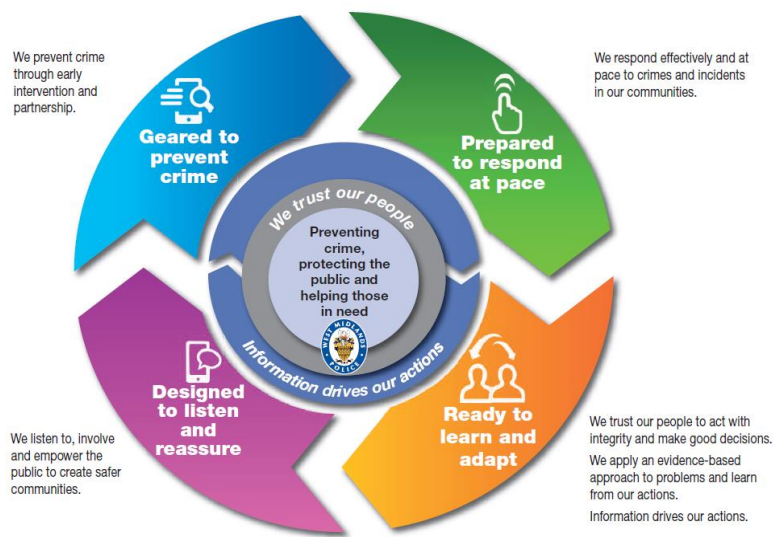 We prevent crime
through early
intervention and
partnership.
Geared to
prevent
crime
We respond effectively and at
pace to crimes and incidents
in our communities.
Prepared
to respond
at pace
We trust our people
Preventing
crime,
protecting the
public and
helping those
in need
WEST MIDLANDS
POLICE
Information drives our actions
Designed
to listen
and
reassure
We listen to, involve
and empower the
public to create safer
communities.
Ready to
learn and
adapt
We trust our people to act with
integrity and make good decisions.
We apply an evidence-based
approach to problems and learn
from our actions.
Information drives our actions.